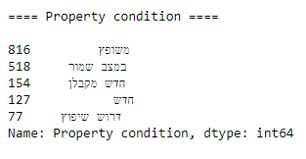 ==== Property condition ====
816 משופץ
518 במצב שמור
154 חדש מקבלן
127 חדש
77 דרוש שיפוץ
Name: Property condition, dtype: int64